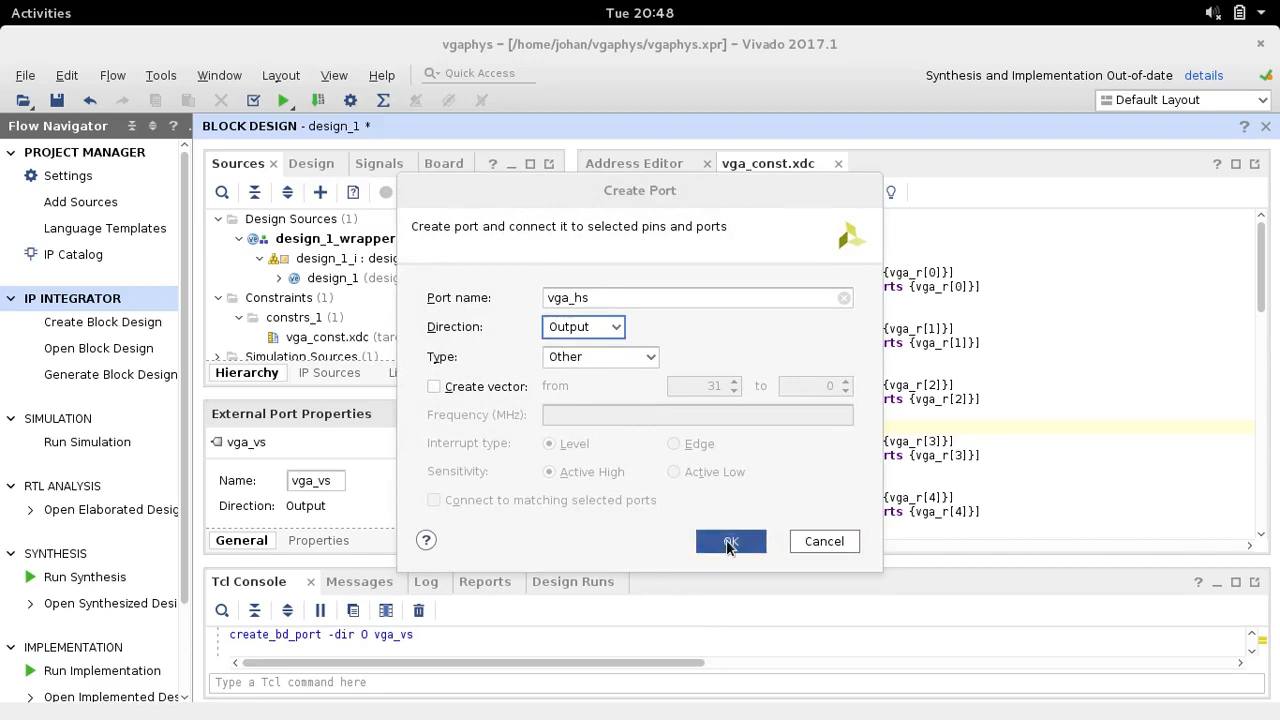 Activities
Tue 20:48
vgaphys – [/home/johan/vgaphys/vgaphys.xpr] – Vivado 2017.1
File Edit Flow Tools Window Layout View Help
Quick Access
Synthesis and Implementation Out-of-date details
Default Layout
Flow Navigator
PROJECT MANAGER
Settings
Add Sources
Language Templates
IP Catalog
IP INTEGRATOR
Create Block Design
Open Block Design
Generate Block Design
SIMULATION
Run Simulation
RTL ANALYSIS
Open Elaborated Desig
SYNTHESIS
Run Synthesis
Open Synthesized Desi
IMPLEMENTATION
Run Implementation
Open Implemented Des
BLOCK DESIGN - design_1 *
Sources Design Signals Board
Design Sources (1)
design_1_wrapper
design_1_i : desig
design_1 (desi
Constraints (1)
constrs_1 (1)
vga_const.xdc (tar
Simulation Sources (1)
Hierarchy IP Sources Li
External Port Properties
vga_vs
Name: vga_vs
Direction: Output
General Properties
Address Editor vga_const.xdc
{vga_r[0]}]
rts {vga_r[0]}]
{vga_r[1]}]
rts {vga_r[1]}]
{vga_r[2]}]
rts {vga_r[2]}]
{vga_r[3]}]
rts {vga_r[3]}]
{vga_r[4]}]
rts {vga_r[4]}]
Create Port
Create port and connect it to selected pins and ports
Port name: vga_hs
Direction: Output
Type: Other
Create vector: from 31 to 0
Frequency (MHz):
Interrupt type: Level Edge
Sensitivity: Active High Active Low
Connect to matching selected ports
OK Cancel
Tcl Console Messages Log Reports Design Runs
create_bd_port -dir O vga_vs
Type a Tcl command here